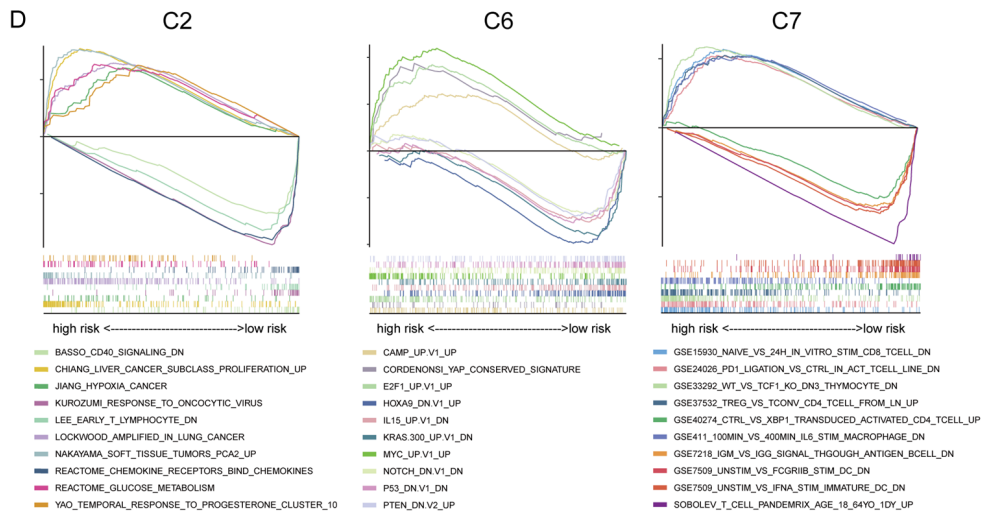 D
C2
C6
C7
high risk <---------------------------->low risk
high risk <---------------------------->low risk
high risk <---------------------------->low risk
BASSO_CD40_SIGNALING_DN
CHIANG_LIVER_CANCER_SUBCLASS_PROLIFERATION_UP
JIANG_HYPOXIA_CANCER
KUROZUMI_RESPONSE_TO_ONCOCYTIC_VIRUS
LEE_EARLY_T_LYMPHOCYTE_DN
LOCKWOOD_AMPLIFIED_IN_LUNG_CANCER
NAKAYAMA_SOFT_TISSUE_TUMORS_PCA2_UP
REACTOME_CHEMOKINE_RECEPTORS_BIND_CHEMOKINES
REACTOME_GLUCOSE_METABOLISM
YAO_TEMPORAL_RESPONSE_TO_PROGESTERONE_CLUSTER_10
CAMP_UP.V1_UP
CORDENONSI_YAP_CONSERVED_SIGNATURE
E2F1_UP.V1_UP
HOXA9_DN.V1_UP
IL15_UP.V1_DN
KRAS.300_UP.V1_DN
MYC_UP.V1_UP
NOTCH_DN.V1_DN
P53_DN.V1_DN
PTEN_DN.V2_UP
GSE15930_NAIVE_VS_24H_IN_VITRO_STIM_CD8_TCELL_DN
GSE24026_PD1_LIGATION_VS_CTRL_IN_ACT_TCELL_LINE_DN
GSE33292_WT_VS_TCF1_KO_DN3_THYMOCYTE_DN
GSE37532_TREG_VS_TCONV_CD4_TCELL_FROM_LN_UP
GSE40274_CTRL_VS_XBP1_TRANSDUCED_ACTIVATED_CD4_TCELL_UP
GSE411_100MIN_VS_400MIN_IL6_STIM_MACROPHAGE_DN
GSE7218_IGM_VS_IGG_SIGNAL_THGOUGH_ANTIGEN_BCELL_DN
GSE7509_UNSTIM_VS_FCGRIIB_STIM_DC_DN
GSE7509_UNSTIM_VS_IFNA_STIM_IMMATURE_DC_DN
SOBOLEV_T_CELL_PANDEMRIX_AGE_18_64YO_1DY_UP